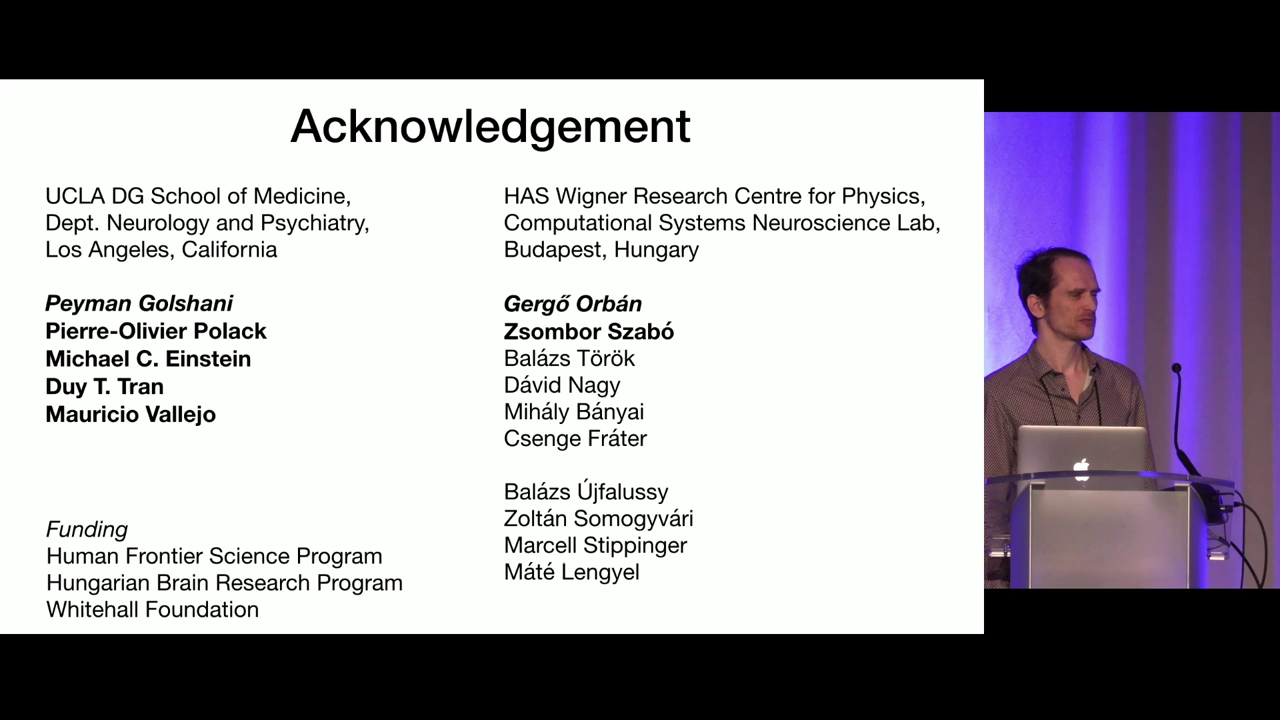 Acknowledgement
UCLA DG School of Medicine,
Dept. Neurology and Psychiatry,
Los Angeles, California
Peyman Golshani
Pierre-Olivier Polack
Michael C. Einstein
Duy T. Tran
Mauricio Vallejo
Funding
Human Frontier Science Program
Hungarian Brain Research Program
Whitehall Foundation
HAS Wigner Research Centre for Physics,
Computational Systems Neuroscience Lab,
Budapest, Hungary
Gergő Orbán
Zsombor Szabó
Balázs Török
Dávid Nagy
Mihály Bányai
Csenge Fráter
Balázs Újfalussy
Zoltán Somogyvári
Marcell Stippinger
Máté Lengyel